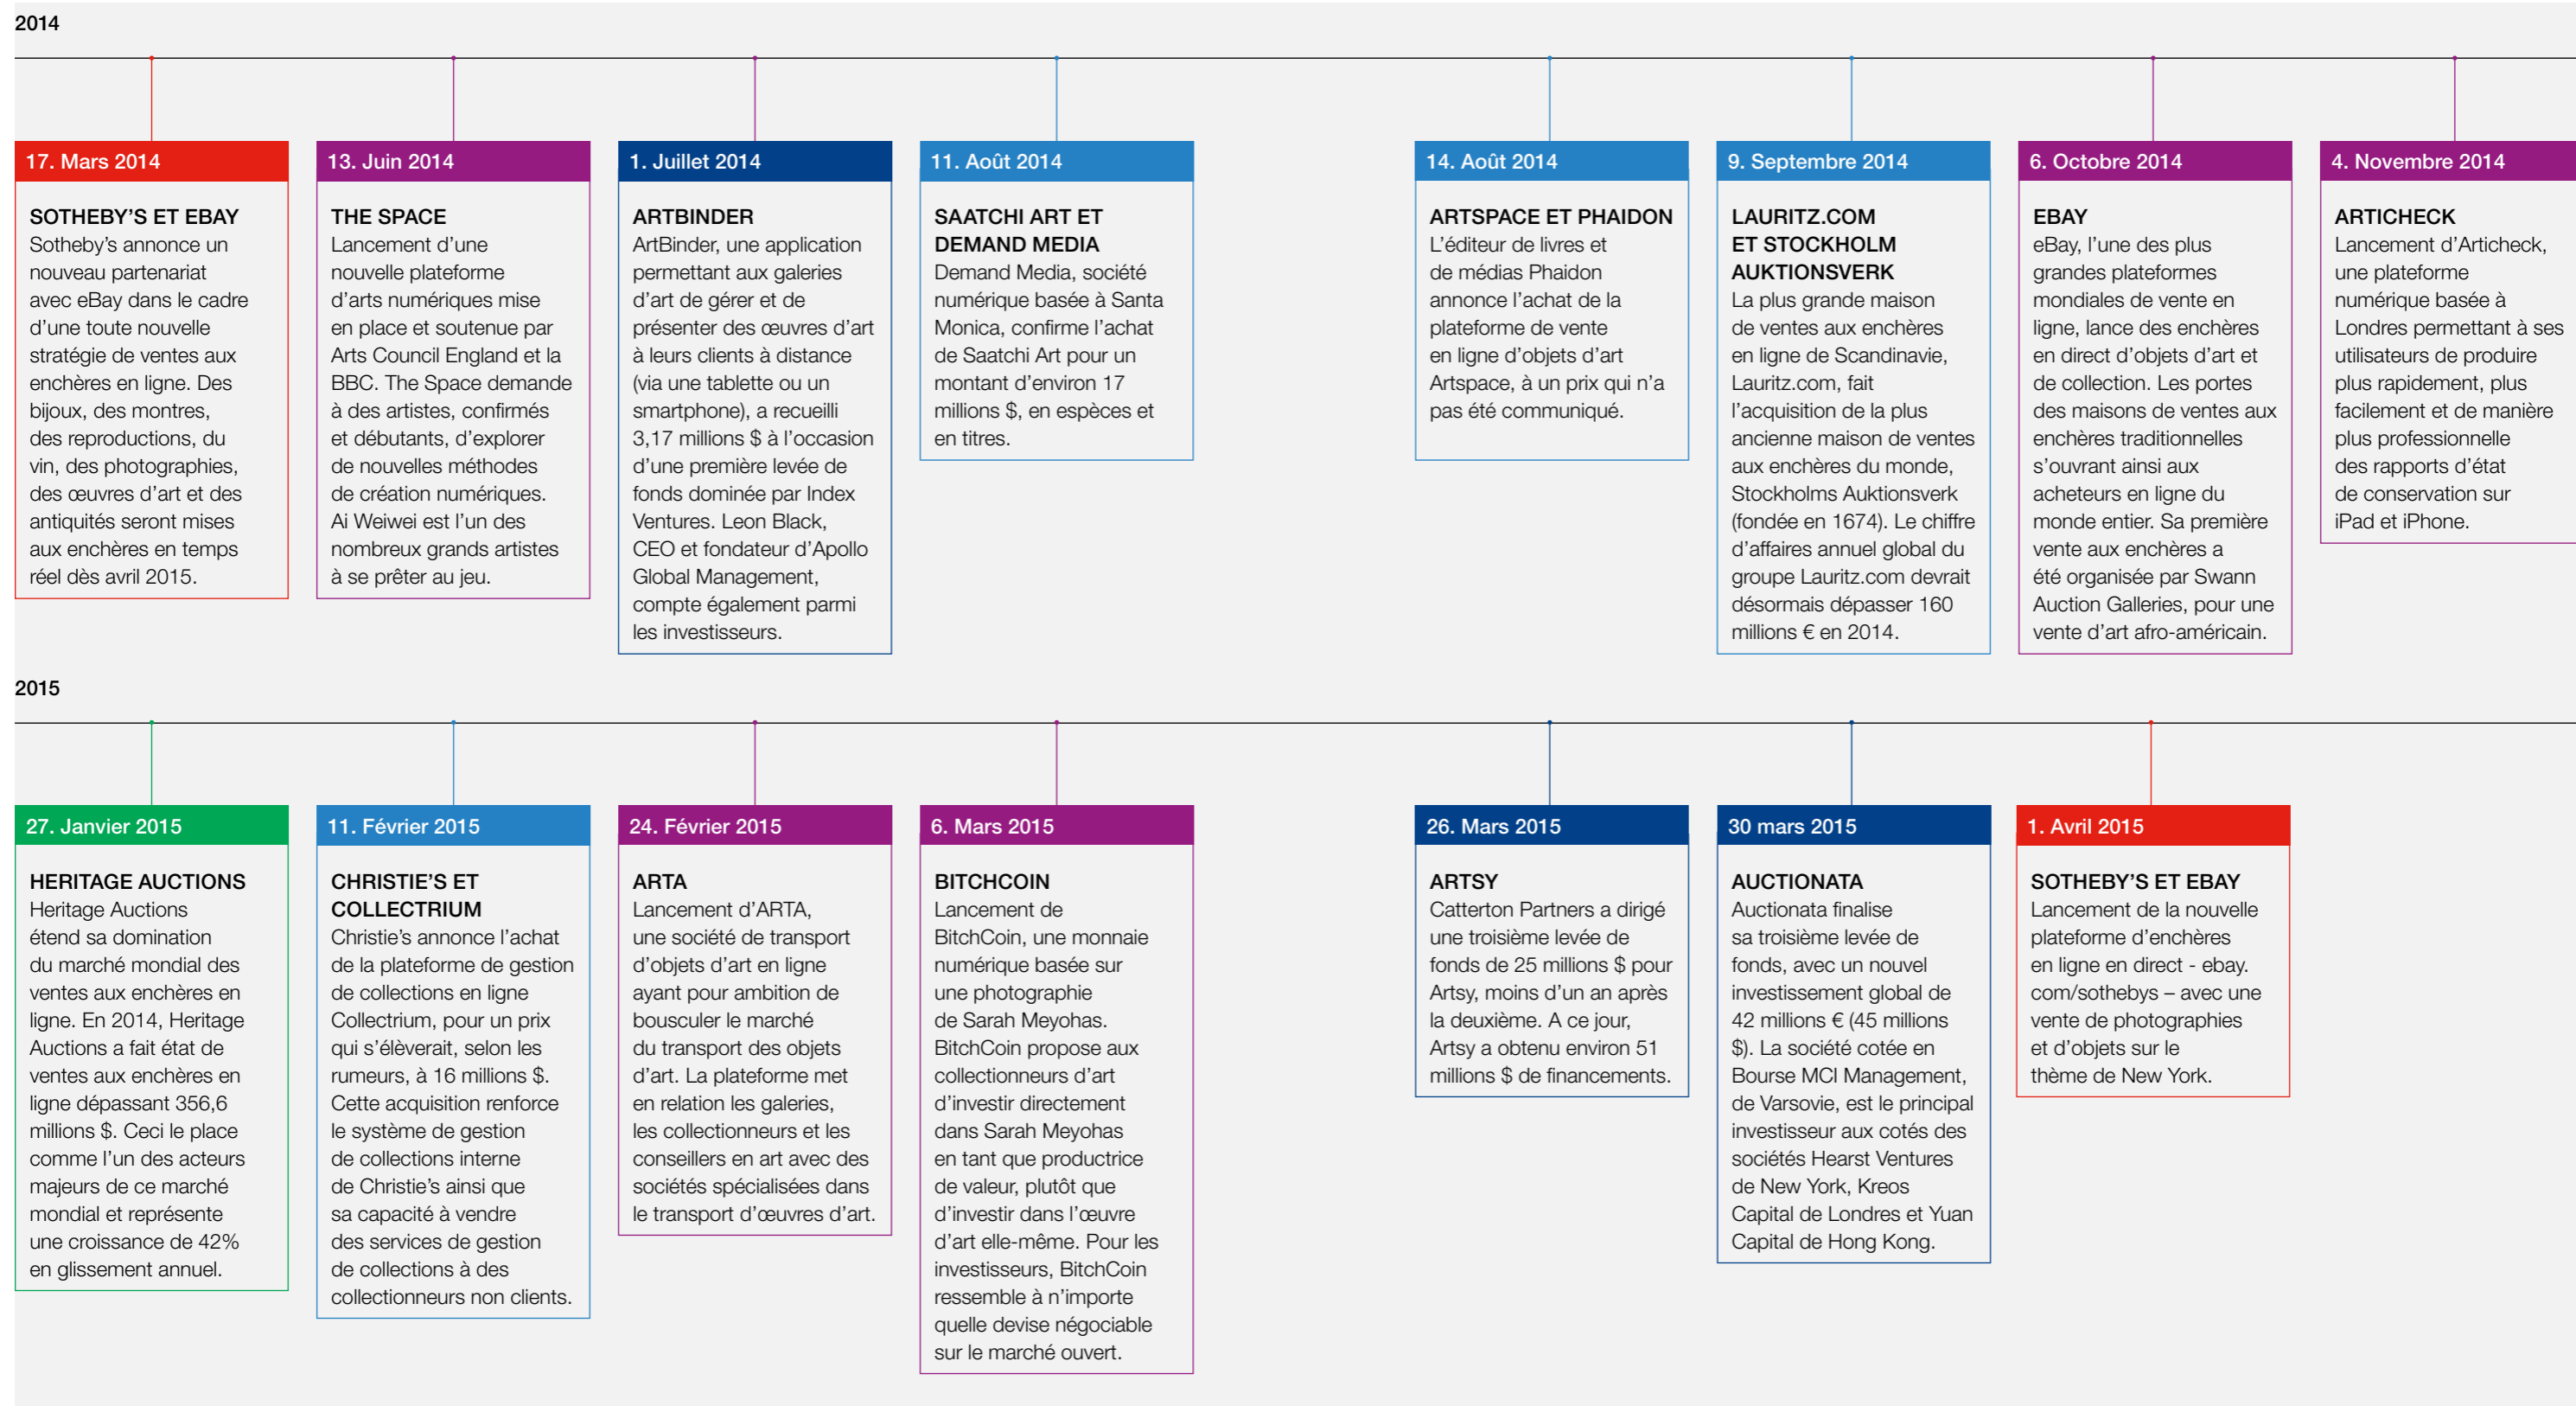 2014
17. Mars 2014
SOTHEBY’S ET EBAY
Sotheby’s annonce un
nouveau partenariat
avec eBay dans le cadre
d’une toute nouvelle
stratégie de ventes aux
enchères en ligne. Des
bijoux, des montres,
des reproductions, du
vin, des photographies,
des œuvres d’art et des
antiquités seront mises
aux enchères en temps
réel dès avril 2015.
13. Juin 2014
THE SPACE
Lancement d’une
nouvelle plateforme
d’arts numériques mise
en place et soutenue par
Arts Council England et la
BBC. The Space demande
à des artistes, confirmés
et débutants, d’explorer
de nouvelles méthodes
de création numériques.
Ai Weiwei est l’un des
nombreux grands artistes
à se prêter au jeu.
1. Juillet 2014
ARTBINDER
ArtBinder, une application
permettant aux galeries
d’art de gérer et de
présenter des œuvres d’art
à leurs clients à distance
(via une tablette ou un
smartphone), a recueilli
3,17 millions $ à l’occasion
d’une première levée de
fonds dominée par Index
Ventures. Leon Black,
CEO et fondateur d’Apollo
Global Management,
compte également parmi
les investisseurs.
11. Août 2014
SAATCHI ART ET
DEMAND MEDIA
Demand Media, société
numérique basée à Santa
Monica, confirme l’achat
de Saatchi Art pour un
montant d’environ 17
millions $, en espèces et
en titres.
14. Août 2014
ARTSPACE ET PHAIDON
L’éditeur de livres et
de médias Phaidon
annonce l’achat de la
plateforme de vente
en ligne d’objets d’art
Artspace, à un prix qui n’a
pas été communiqué.
9. Septembre 2014
LAURITZ.COM
ET STOCKHOLM
AUKTIONSVERK
La plus grande maison
de ventes aux enchères
en ligne de Scandinavie,
Lauritz.com, fait
l’acquisition de la plus
ancienne maison de ventes
aux enchères du monde,
Stockholms Auktionsverk
(fondée en 1674). Le chiffre
d’affaires annuel global du
groupe Lauritz.com devrait
désormais dépasser 160
millions € en 2014.
6. Octobre 2014
EBAY
eBay, l’une des plus
grandes plateformes
mondiales de vente en
ligne, lance des enchères
en direct d’objets d’art et
de collection. Les portes
des maisons de ventes aux
enchères traditionnelles
s’ouvrant ainsi aux
acheteurs en ligne du
monde entier. Sa première
vente aux enchères a
été organisée par Swann
Auction Galleries, pour une
vente d’art afro-américain.
4. Novembre 2014
ARTICHECK
Lancement d’Articheck,
une plateforme
numérique basée à
Londres permettant à ses
utilisateurs de produire
plus rapidement, plus
facilement et de manière
plus professionnelle
des rapports d’état
de conservation sur
iPad et iPhone.
2015
27. Janvier 2015
HERITAGE AUCTIONS
Heritage Auctions
étend sa domination
du marché mondial des
ventes aux enchères en
ligne. En 2014, Heritage
Auctions a fait état de
ventes aux enchères en
ligne dépassant 356,6
millions $. Ceci le place
comme l’un des acteurs
majeurs de ce marché
mondial et représente
une croissance de 42%
en glissement annuel.
11. Février 2015
CHRISTIE’S ET
COLLECTRIUM
Christie’s annonce l’achat
de la plateforme de gestion
de collections en ligne
Collectrium, pour un prix
qui s’élèverait, selon les
rumeurs, à 16 millions $.
Cette acquisition renforce
le système de gestion
de collections interne
de Christie’s ainsi que
sa capacité à vendre
des services de gestion
de collections à des
collectionneurs non clients.
24. Février 2015
ARTA
Lancement d’ARTA,
une société de transport
d’objets d’art en ligne
ayant pour ambition de
bousculer le marché
du transport des objets
d’art. La plateforme met
en relation les galeries,
les collectionneurs et les
conseillers en art avec des
sociétés spécialisées dans
le transport d’œuvres d’art.
6. Mars 2015
BITCHCOIN
Lancement de
BitchCoin, une monnaie
numérique basée sur
une photographie
de Sarah Meyohas.
BitchCoin propose aux
collectionneurs d’art
d’investir directement
dans Sarah Meyohas
en tant que productrice
de valeur, plutôt que
d’investir dans l’œuvre
d’art elle-même. Pour les
investisseurs, BitchCoin
ressemble à n’importe
quelle devise négociable
sur le marché ouvert.
26. Mars 2015
ARTSY
Catterton Partners a dirigé
une troisième levée de
fonds de 25 millions $ pour
Artsy, moins d’un an après
la deuxième. A ce jour,
Artsy a obtenu environ 51
millions $ de financements.
30 mars 2015
AUCTIONATA
Auctionata finalise
sa troisième levée de
fonds, avec un nouvel
investissement global de
42 millions € (45 millions
$). La société cotée en
Bourse MCI Management,
de Varsovie, est le principal
investisseur aux cotés des
sociétés Hearst Ventures
de New York, Kreos
Capital de Londres et Yuan
Capital de Hong Kong.
1. Avril 2015
SOTHEBY’S ET EBAY
Lancement de la nouvelle
plateforme d’enchères
en ligne en direct - ebay.
com/sothebys – avec une
vente de photographies
et d’objets sur le
thème de New York.